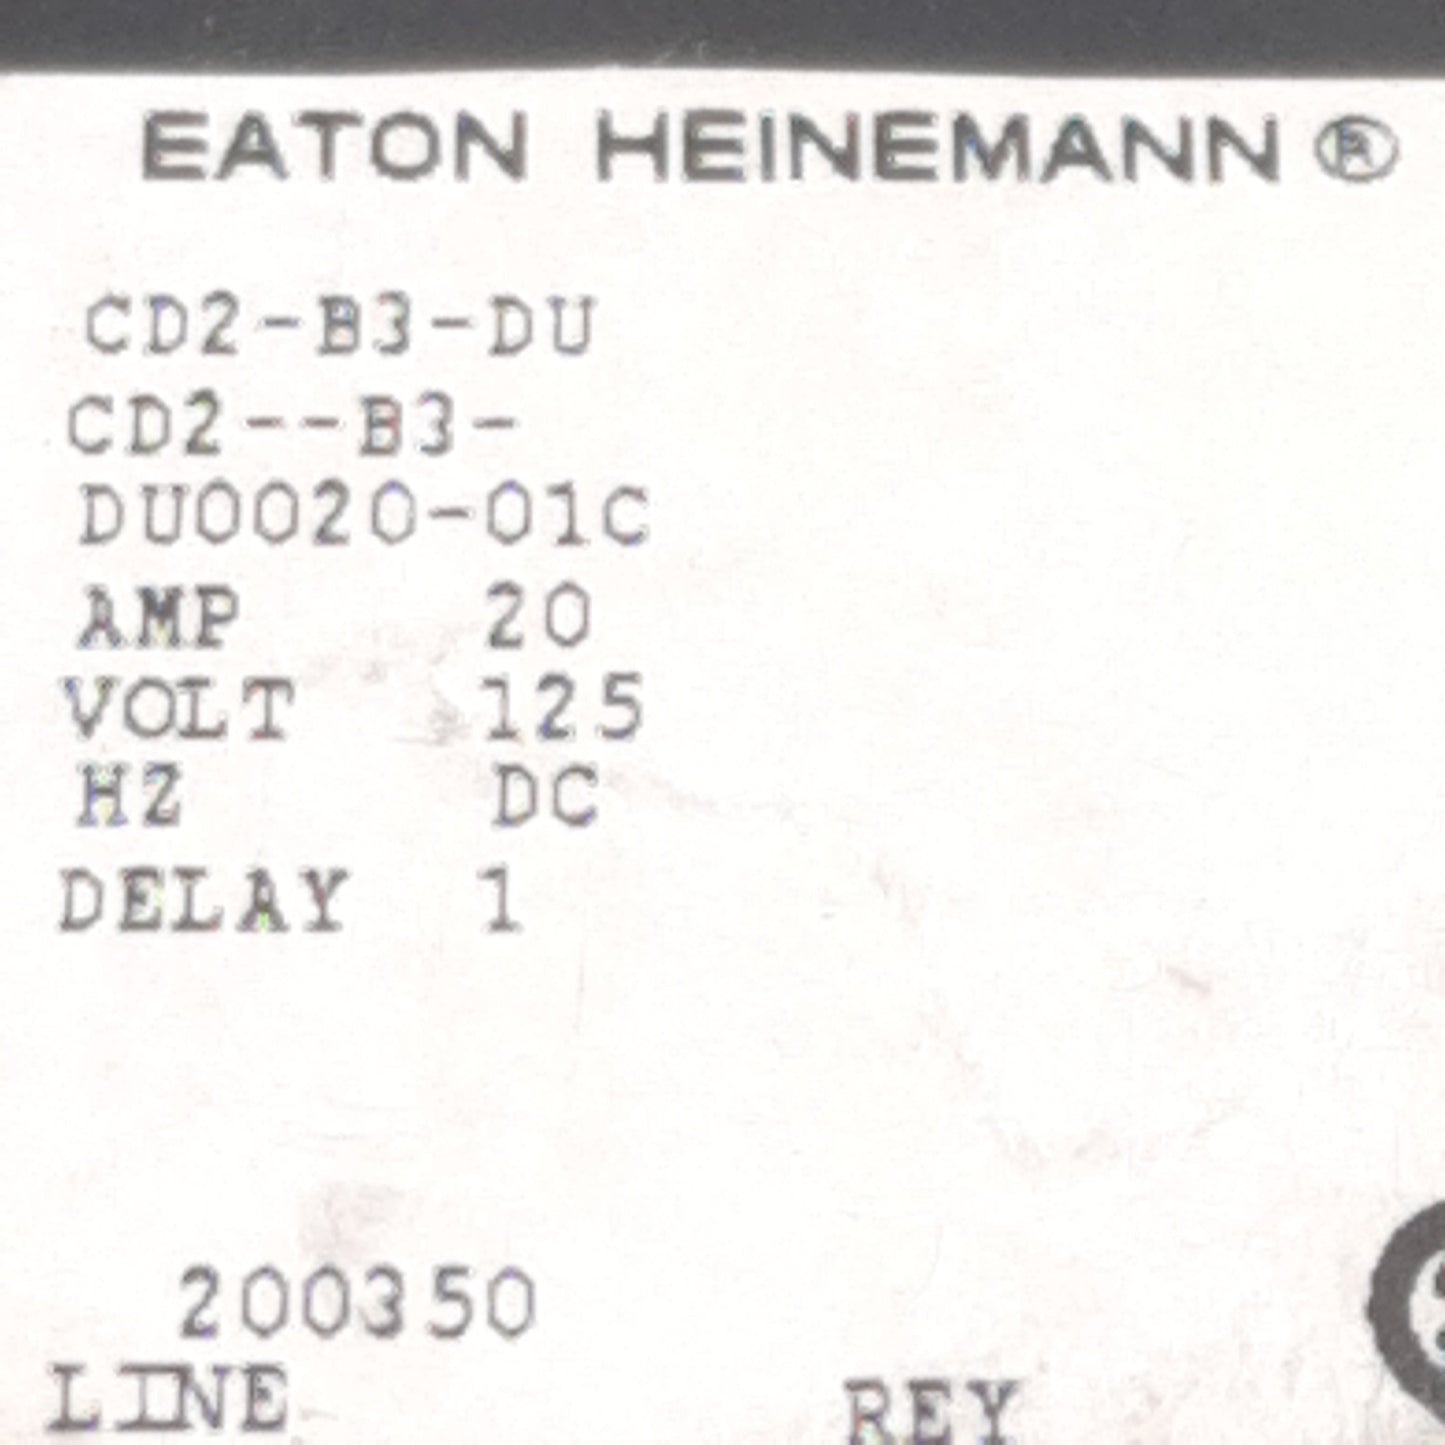 EATON HEINEMANN ®
CD2-B3-DU
CD2--B3-
DU0020-01C
AMP 20
VOLT 125
HZ DC
DELAY 1
200350
LINE REY